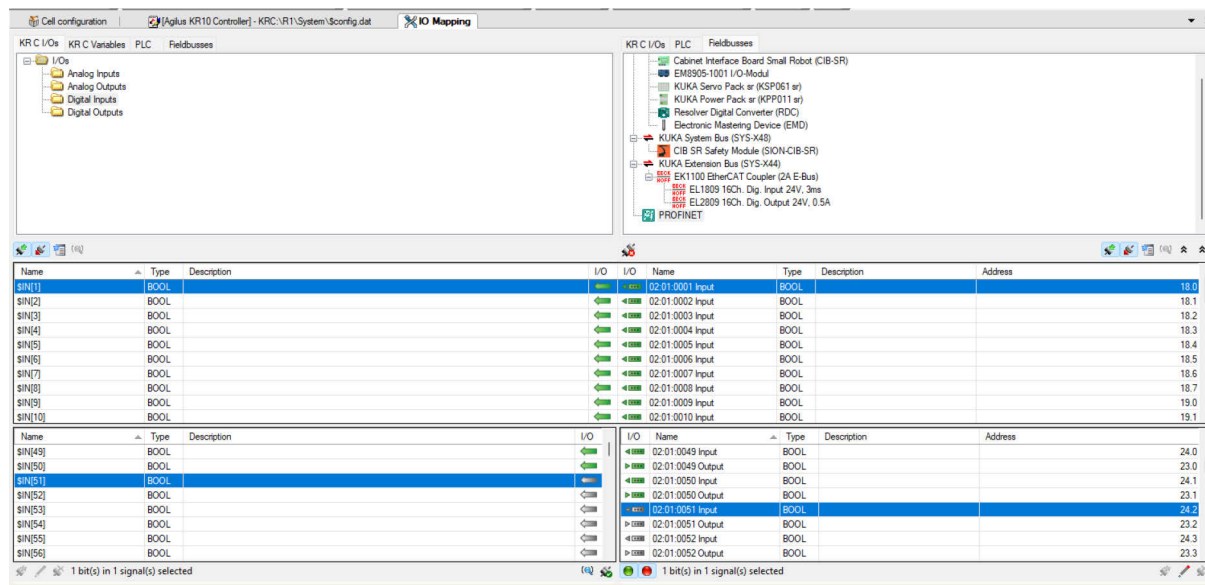 Cell configuration [Agilus KR10 Controller] - KRC:\R1\System\$config.dat IO Mapping
KR C I/Os KR C Variables PLC Fieldbusses
I/Os
Analog Inputs
Analog Outputs
Digital Inputs
Digital Outputs
KR C I/Os PLC Fieldbusses
Cabinet Interface Board Small Robot (CIB-SR)
EM8905-1001 I/O-Modul
KUKA Servo Pack sr (KSP061 sr)
KUKA Power Pack sr (KPP011 sr)
Resolver Digital Converter (RDC)
Electronic Mastering Device (EMD)
KUKA System Bus (SYS-X48)
CIB SR Safety Module (SION-CIB-SR)
KUKA Extension Bus (SYS-X44)
EK1100 EtherCAT Coupler (2A E-Bus)
EL1809 16Ch. Dig. Input 24V, 3ms
EL2809 16Ch. Dig. Output 24V, 0.5A
PROFINET
Name Type Description I/O I/O Name Type Description Address
$IN[1] BOOL 02:01:0001 Input BOOL 18.0
$IN[2] BOOL 02:01:0002 Input BOOL 18.1
$IN[3] BOOL 02:01:0003 Input BOOL 18.2
$IN[4] BOOL 02:01:0004 Input BOOL 18.3
$IN[5] BOOL 02:01:0005 Input BOOL 18.4
$IN[6] BOOL 02:01:0006 Input BOOL 18.5
$IN[7] BOOL 02:01:0007 Input BOOL 18.6
$IN[8] BOOL 02:01:0008 Input BOOL 18.7
$IN[9] BOOL 02:01:0009 Input BOOL 19.0
$IN[10] BOOL 02:01:0010 Input BOOL 19.1
Name Type Description I/O I/O Name Type Description Address
$IN[49] BOOL 02:01:0049 Input BOOL 24.0
$IN[50] BOOL 02:01:0049 Output BOOL 23.0
$IN[51] BOOL 02:01:0050 Input BOOL 24.1
$IN[52] BOOL 02:01:0050 Output BOOL 23.1
$IN[53] BOOL 02:01:0051 Input BOOL 24.2
$IN[54] BOOL 02:01:0051 Output BOOL 23.2
$IN[55] BOOL 02:01:0052 Input BOOL 24.3
$IN[56] BOOL 02:01:0052 Output BOOL 23.3
1 bit(s) in 1 signal(s) selected 1 bit(s) in 1 signal(s) selected